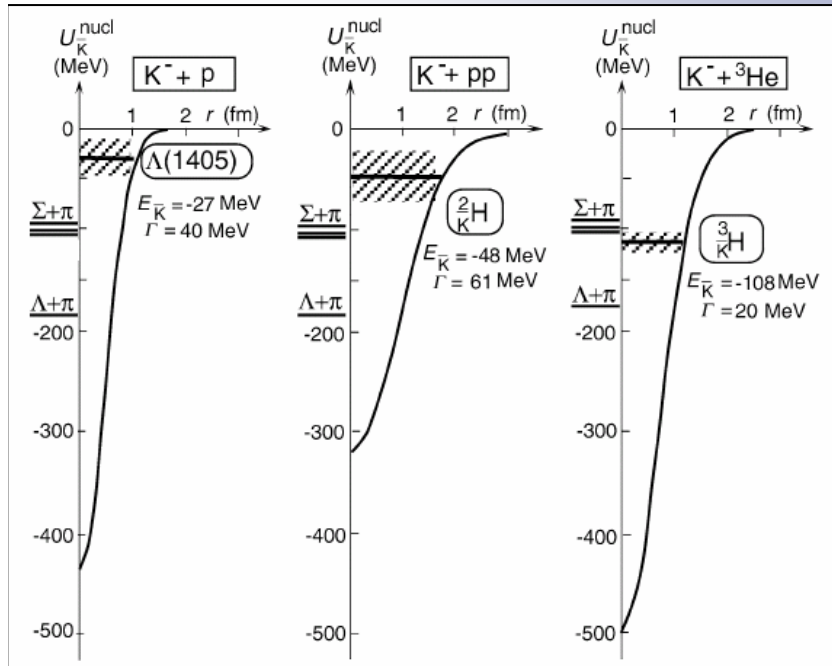 U_K̄^nucl
(MeV)
K⁻ + p
1 2 r (fm)
0
Λ(1405)
E_K̄ = -27 MeV
Γ = 40 MeV
Σ+π
Λ+π
-200
-300
-400
-500
U_K̄^nucl
(MeV)
K⁻ + pp
1 2 r (fm)
0
²_K̄H
E_K̄ = -48 MeV
Γ = 61 MeV
Σ+π
-100
Λ+π
-200
-300
-400
-500
U_K̄^nucl
(MeV)
K⁻ + ³He
1 2 r (fm)
0
³_K̄H
E_K̄ = -108 MeV
Γ = 20 MeV
Σ+π
-100
Λ+π
-200
-300
-400
-500